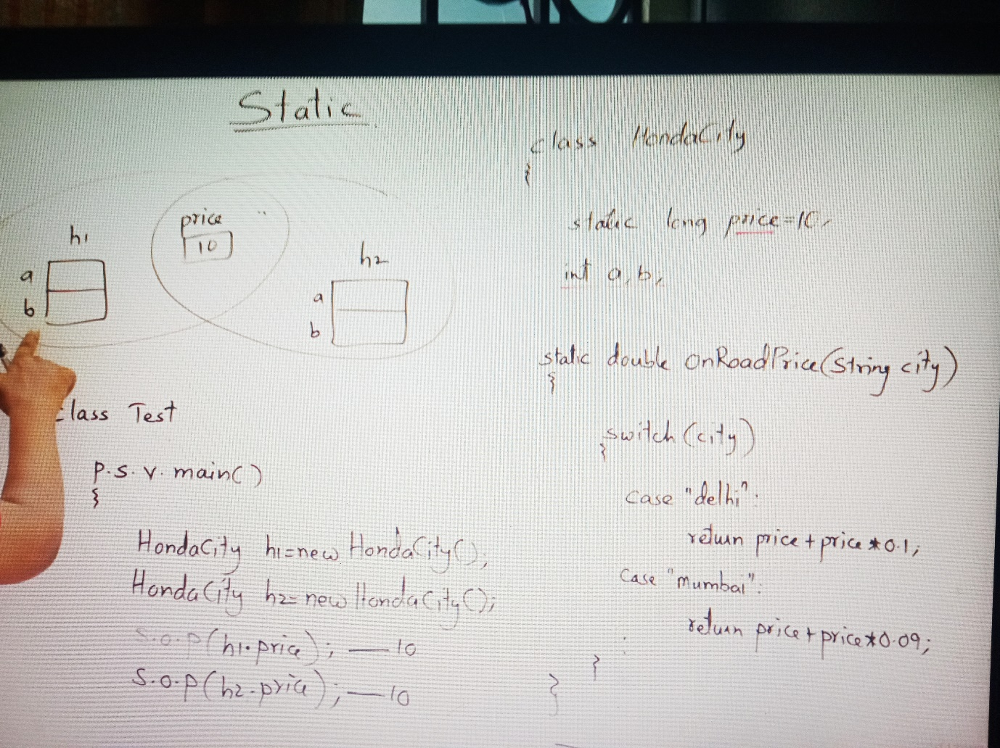 Static
price
10
h1
a
b
h2
a
b
class Test
p.s.v. main()
{
HondaCity h1=new HondaCity();
HondaCity h2=new HondaCity();
S.o.p(h1.price); — 10
S.o.p(h2.price); — 10
class HondaCity
{
static long price=10;
int a,b;
static double onRoadPrice(String city)
{
switch (city)
{
case "delhi":
return price + price * 0.1;
case "mumbai":
return price + price * 0.09;
}
}